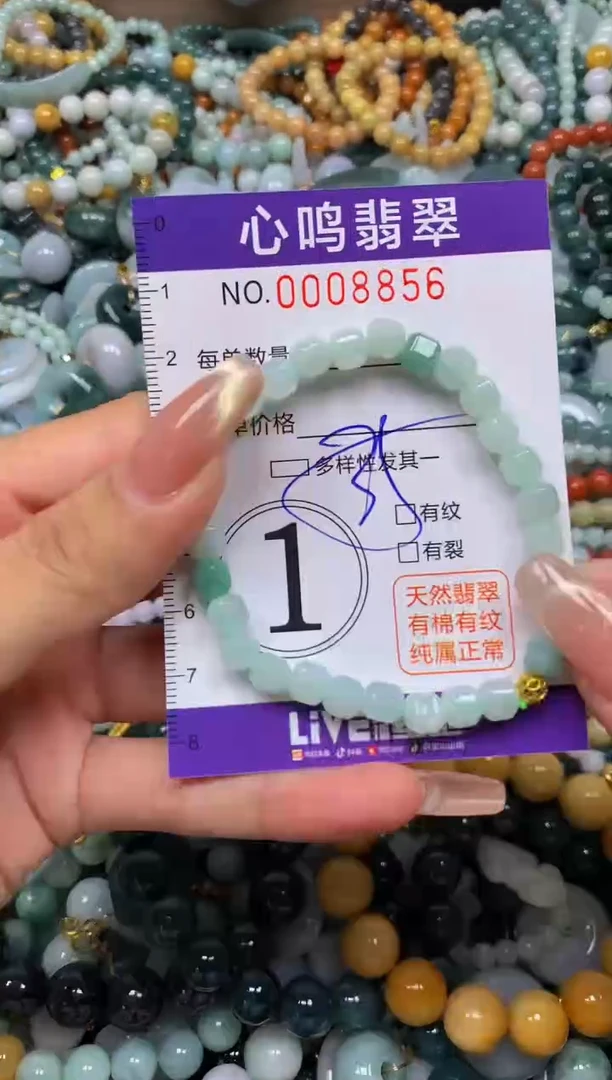 心鸣翡翠
0
1
NO.0008856
2
每单数量
单价格
多样性发其一
有纹
有裂
1
天然翡翠
6
有棉有纹
纯属正常
7
LiVE
8